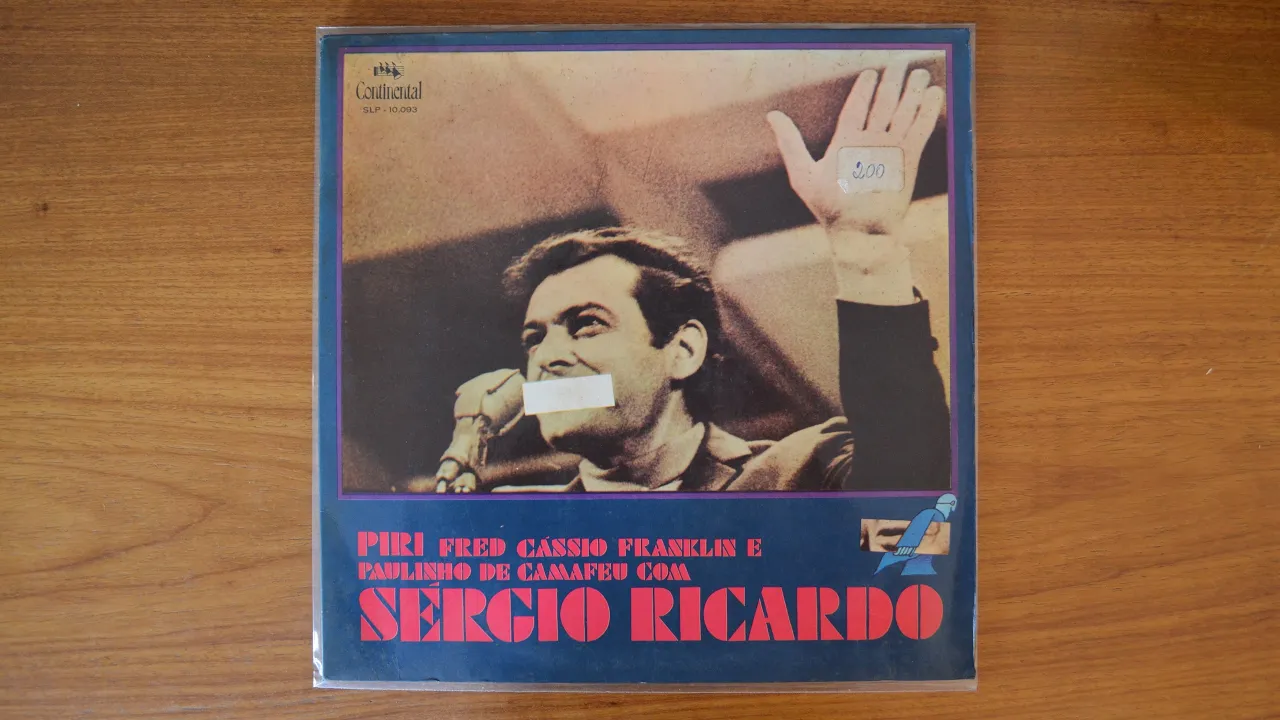 Continental
SLP - 10.093
200
PIRI FRED CÁSSIO FRANKLIN E
PAULINHO DE CAMAFEU COM
SÉRGIO RICARDO